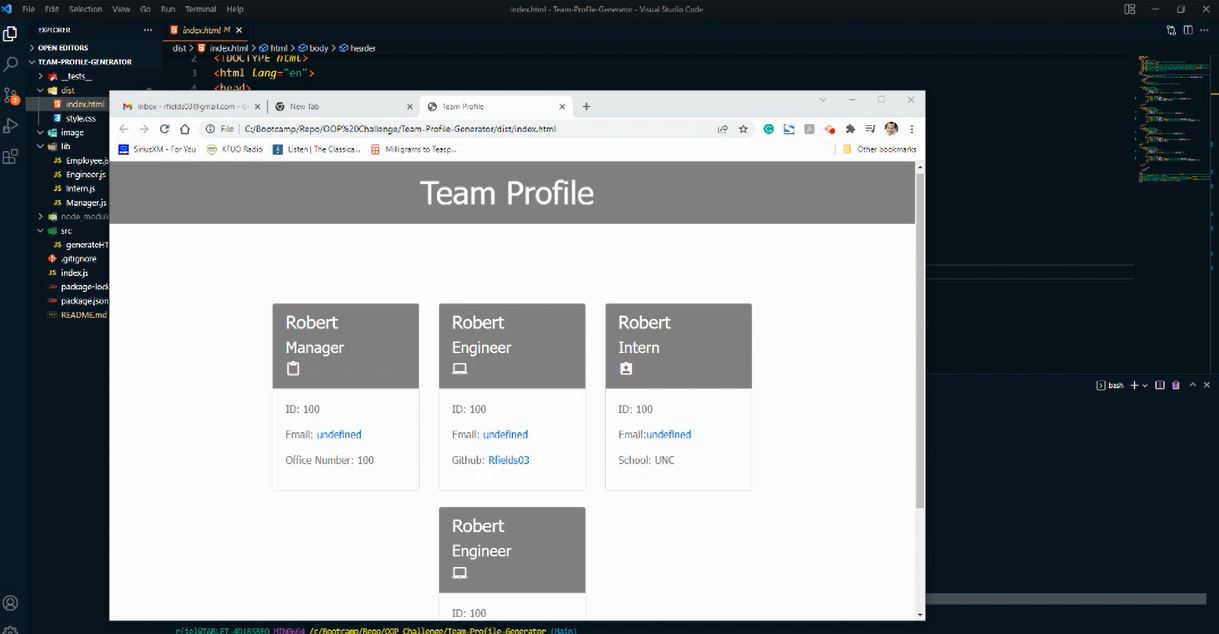 File Edit Selection View Go Run Terminal Help
index.html - Team-Profile-Generator - Visual Studio Code
EXPLORER
OPEN EDITORS
TEAM-PROFILE-GENERATOR
__tests__
dist
index.html
style.css
image
lib
Employee.js
Engineer.js
Intern.js
Manager.js
node_modul
src
generateHT
.gitignore
index.js
package-lock
package.json
README.md
index.html M
dist > index.html > html > body > header
2 <!DOCTYPE html>
3 <html lang="en">
4 <head>
Inbox - rfields03@gmail.com - G
New Tab
Team Profile
File | C:/Bootcamp/Repo/OOP%20Challenge/Team-Profile-Generator/dist/index.html
SiriusXM - For You
KTUO Radio
Listen | The Classica...
Milligrams to Teasp...
Other bookmarks
Team Profile
Robert
Manager
ID: 100
Email: undefined
Office Number: 100
Robert
Engineer
ID: 100
Email: undefined
Github: Rfields03
Robert
Intern
ID: 100
Email:undefined
School: UNC
Robert
Engineer
ID: 100
bash
/c/Bootcamp/Repo/OOP Challenge/Team-Profile-Generator (Main)